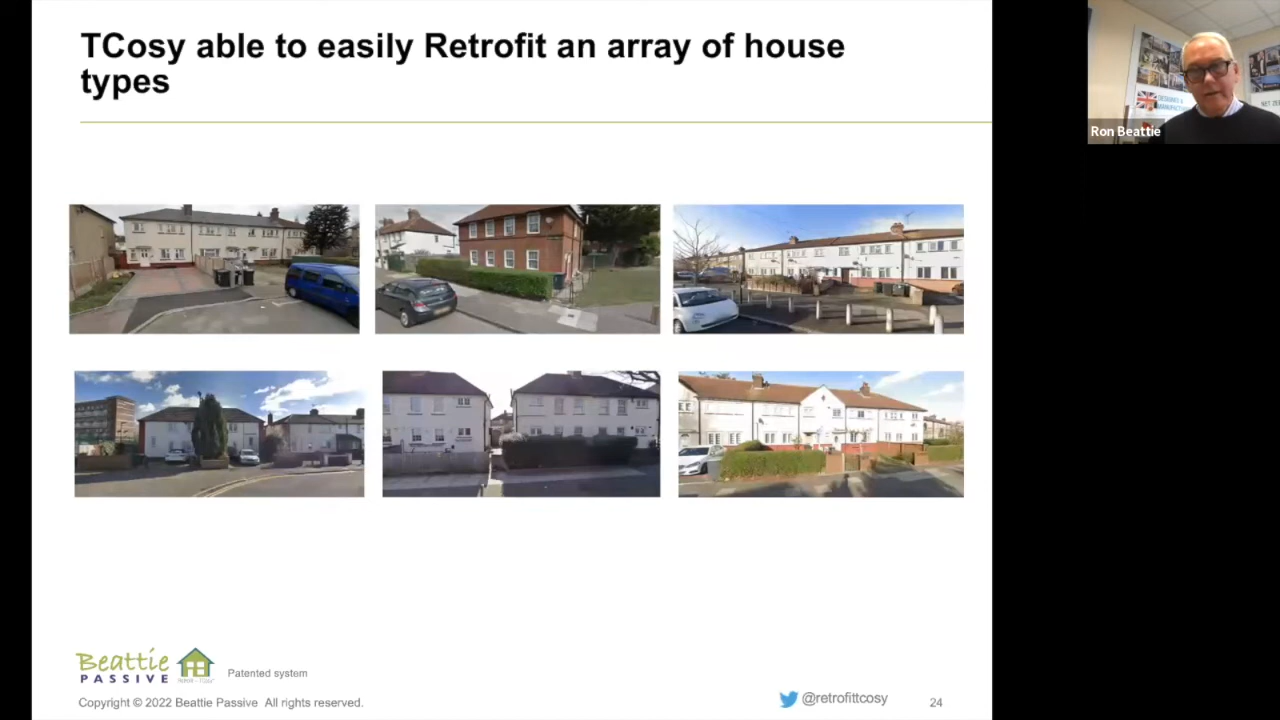 TCosy able to easily Retrofit an array of house
types
Ron Beattie
Beattie
PASSIVE
Patented system
Copyright © 2022 Beattie Passive All rights reserved.
@retrofittcosy
24